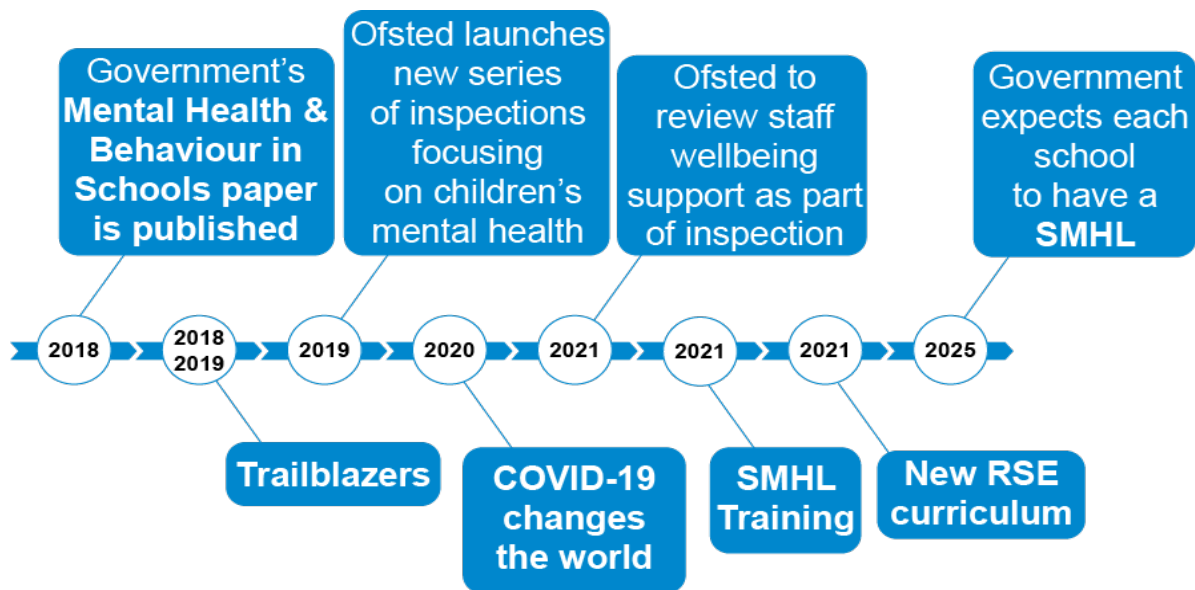 Government's
Mental Health &
Behaviour in
Schools paper
is published
Ofsted launches
new series
of inspections
focusing
on children's
mental health
Ofsted to
review staff
wellbeing
support as part
of inspection
Government
expects each
school
to have a
SMHL
2018
2018
2019
2019
2020
2021
2021
2021
2025
Trailblazers
COVID-19
changes
the world
SMHL
Training
New RSE
curriculum